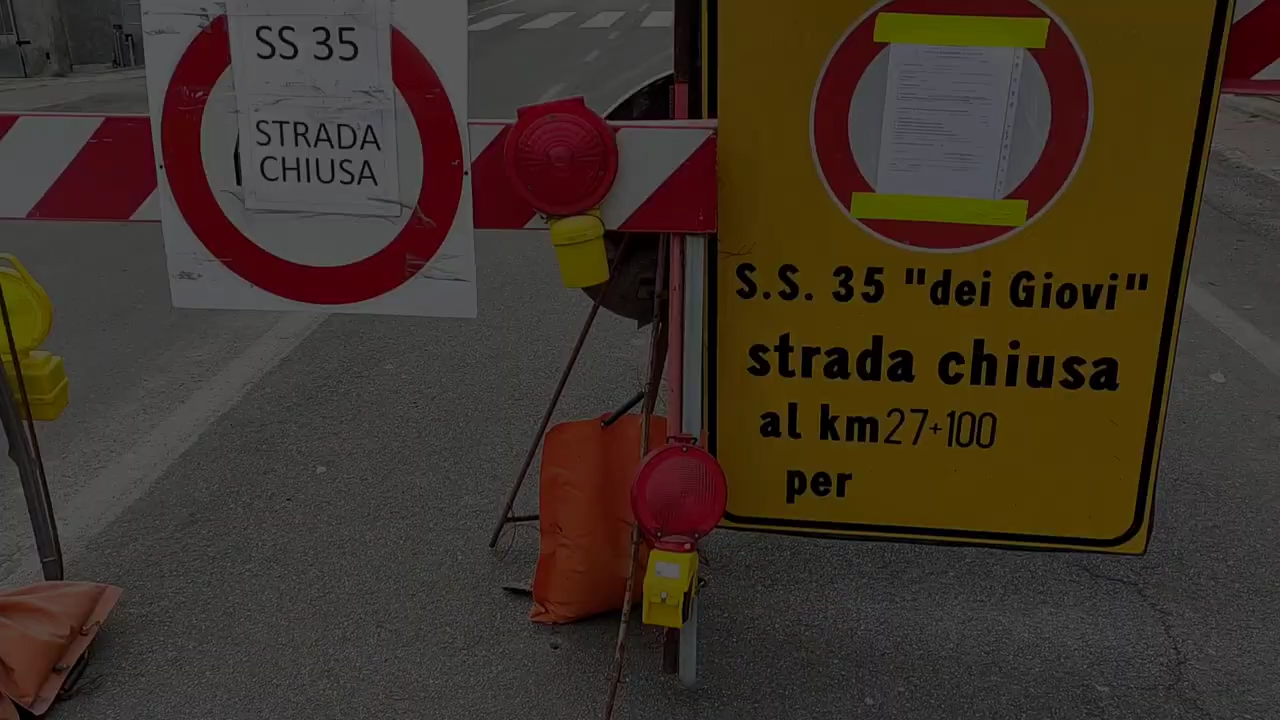 SS 35
STRADA
CHIUSA
S.S. 35 "dei Giovi"
strada chiusa
al km 27+100
per